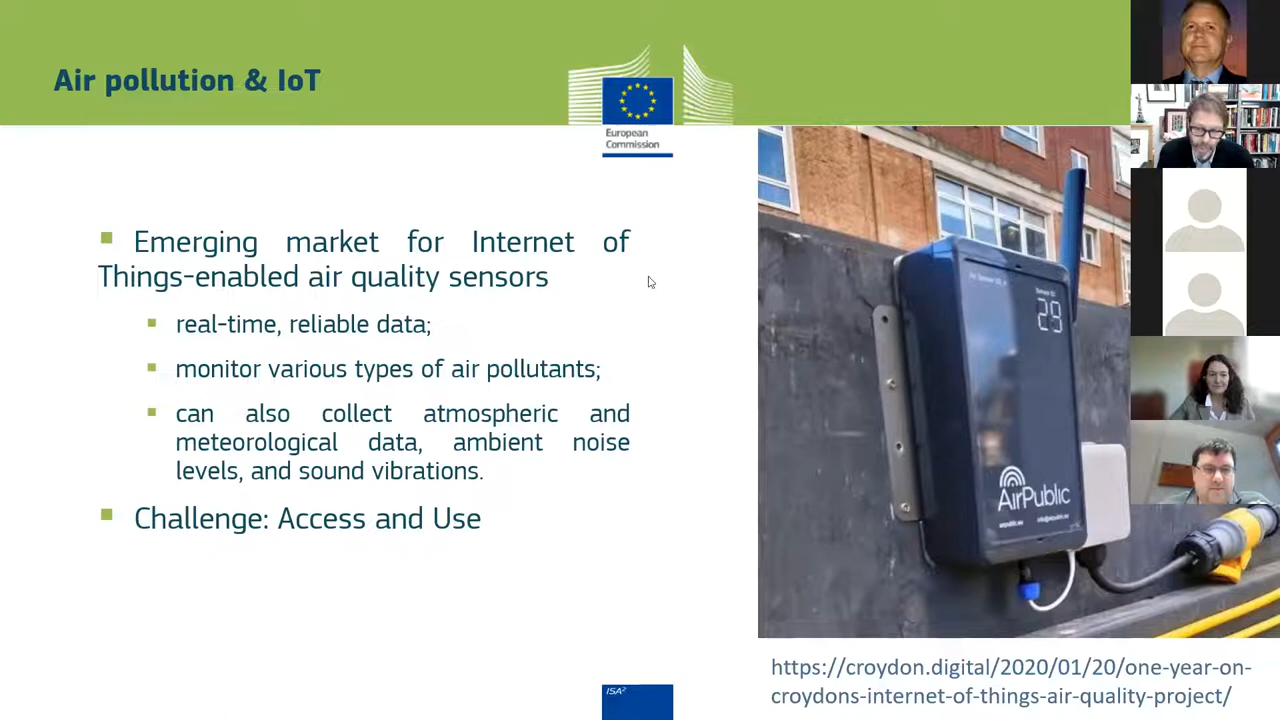 Air pollution & IoT
European
Commission
Emerging market for Internet of
Things-enabled air quality sensors
real-time, reliable data;
monitor various types of air pollutants;
can also collect atmospheric and
meteorological data, ambient noise
levels, and sound vibrations.
Challenge: Access and Use
29
AirPublic
https://croydon.digital/2020/01/20/one-year-on-
croydons-internet-of-things-air-quality-project/
ISA²